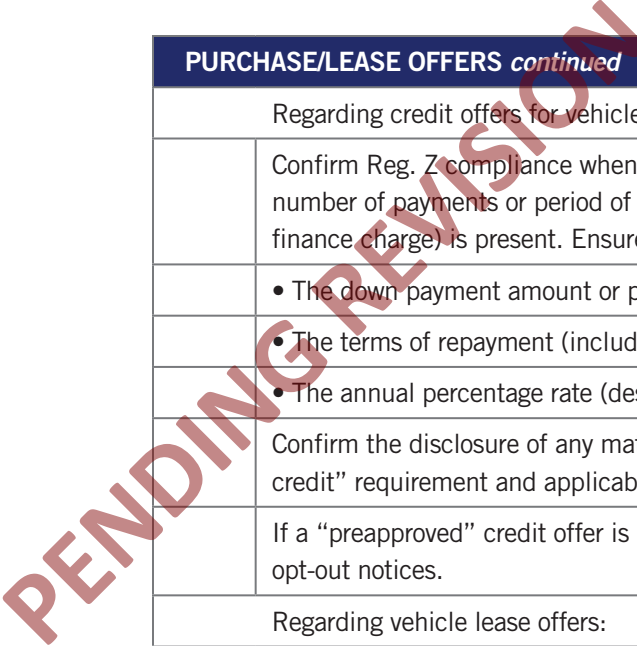 PURCHASE/LEASE OFFERS continued
Regarding credit offers for vehicle
Confirm Reg. Z compliance when
number of payments or period of
finance charge) is present. Ensure
• The down payment amount or p
• The terms of repayment (includ
• The annual percentage rate (des
Confirm the disclosure of any mat
credit” requirement and applicab
If a “preapproved” credit offer is
opt-out notices.
Regarding vehicle lease offers:
PENDING REVISION